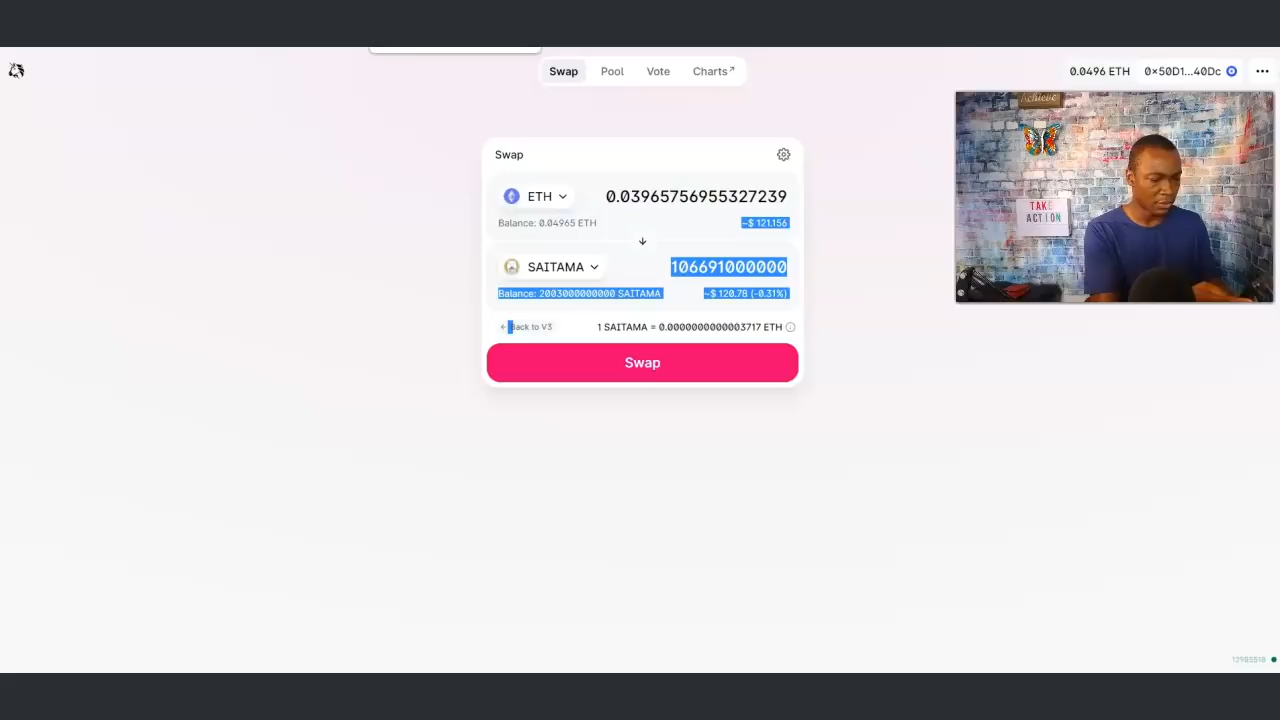 Swap Pool Vote Charts↗ 0.0496 ETH 0x50D1...40Dc
Achieve
Swap
ETH 0.03965756955327239
Balance: 0.04965 ETH ~$ 121.156
TAKE
ACTION
SAITAMA 106691000000
Balance: 2003000000000 SAITAMA ~$ 120.78 (-0.31%)
← Back to V3 1 SAITAMA = 0.0000000000003717 ETH
Swap
12985518